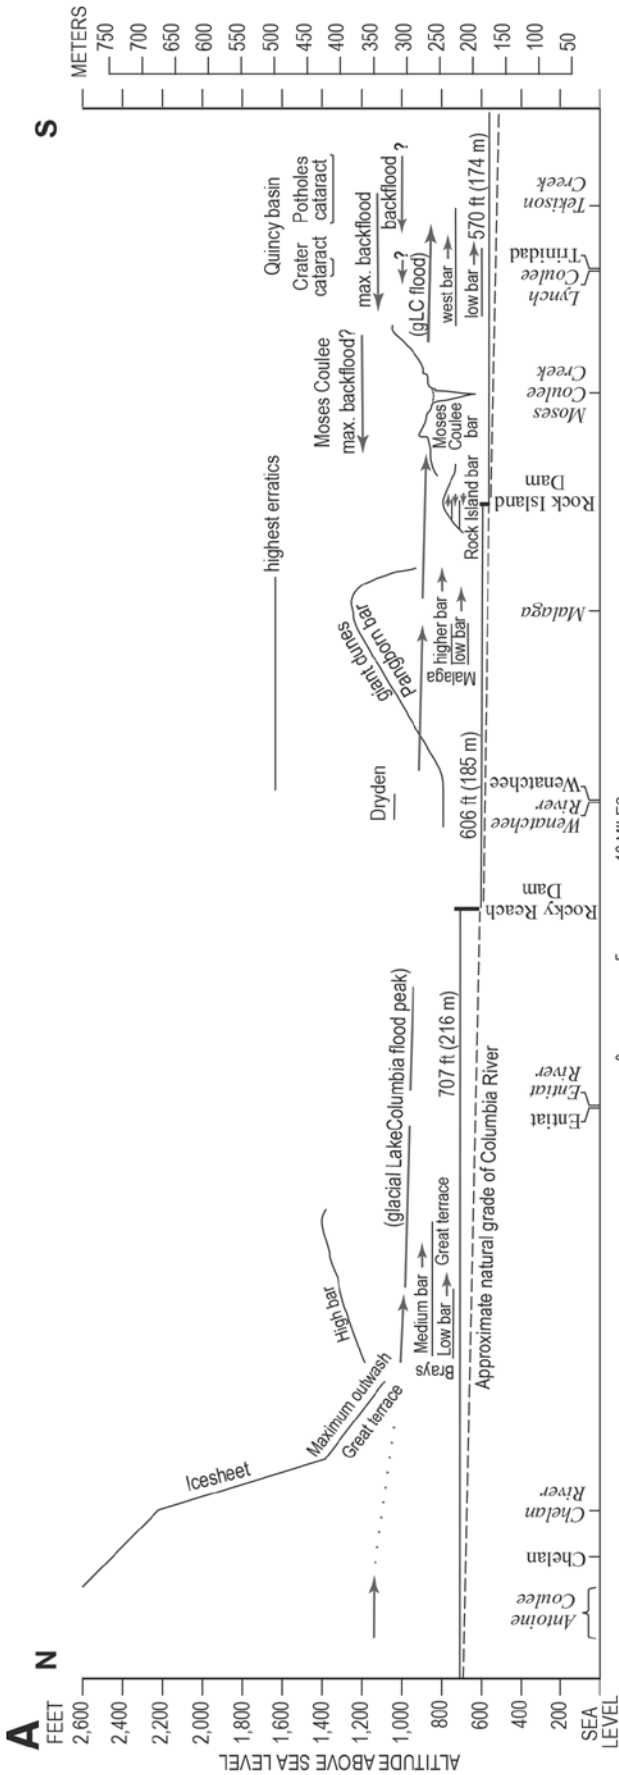 A
N
S
FEET
METERS
ALTITUDE ABOVE SEA LEVEL
2,600
2,400
2,200
2,000
1,800
1,600
1,400
1,200
1,000
800
600
400
200
SEA
LEVEL
750
700
650
600
550
500
450
400
350
300
250
200
150
100
50
Icesheet
Maximum outwash
Great terrace
High bar
(glacial LakeColumbia flood peak)
Medium bar
Low bar
Great terrace
Brays
707 ft (216 m)
Approximate natural grade of Columbia River
highest erratics
Dryden
giant dunes
Pangborn bar
606 ft (185 m)
Malaga
higher bar
low bar
Rock Island bar
Moses
Coulee
bar
Moses Coulee
max. backflood?
Quincy basin
Crater
cataract
Potholes
cataract
max. backflood
backflood
?
?
(gLC flood)
west bar
low bar
570 ft (174 m)
Antoine
Coulee
Chelan
Chelan
River
Entiat
Entiat
River
Rocky Reach
Dam
Wenatchee
River
Wenatchee
Malaga
Rock Island
Dam
Moses
Coulee
Creek
Lynch
Coulee
Trinidad
Tekison
Creek